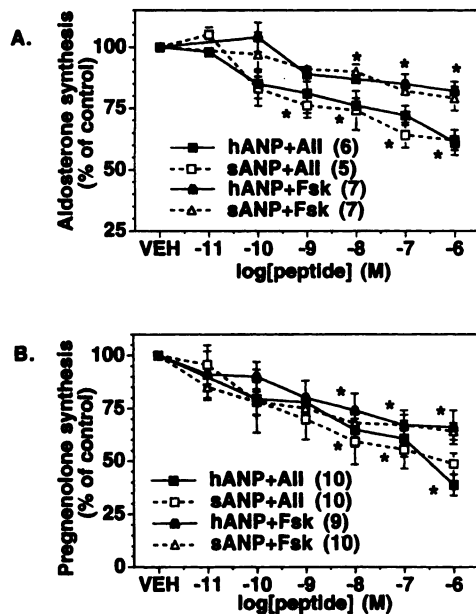 A.
Aldosterone synthesis
(% of control)
100
75
50
25
* * *
* * *
hANP+AII (6)
sANP+AII (5)
hANP+Fsk (7)
sANP+Fsk (7)
VEH -11 -10 -9 -8 -7 -6
log[peptide] (M)
B.
Pregnenolone synthesis
(% of control)
100
75
50
25
0
* * *
* * *
hANP+AII (10)
sANP+AII (10)
hANP+Fsk (9)
sANP+Fsk (10)
VEH -11 -10 -9 -8 -7 -6
log[peptide] (M)